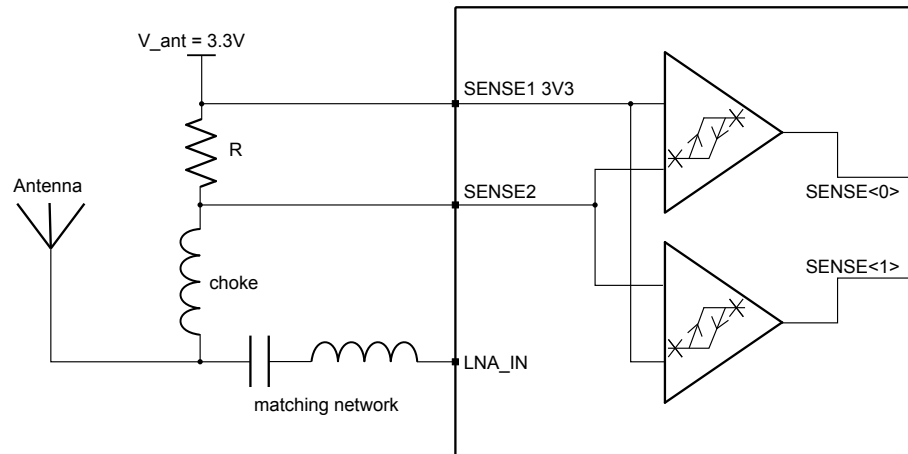 V_ant = 3.3V
SENSE1 3V3
R
Antenna
SENSE2
SENSE<0>
SENSE<1>
choke
LNA_IN
matching network